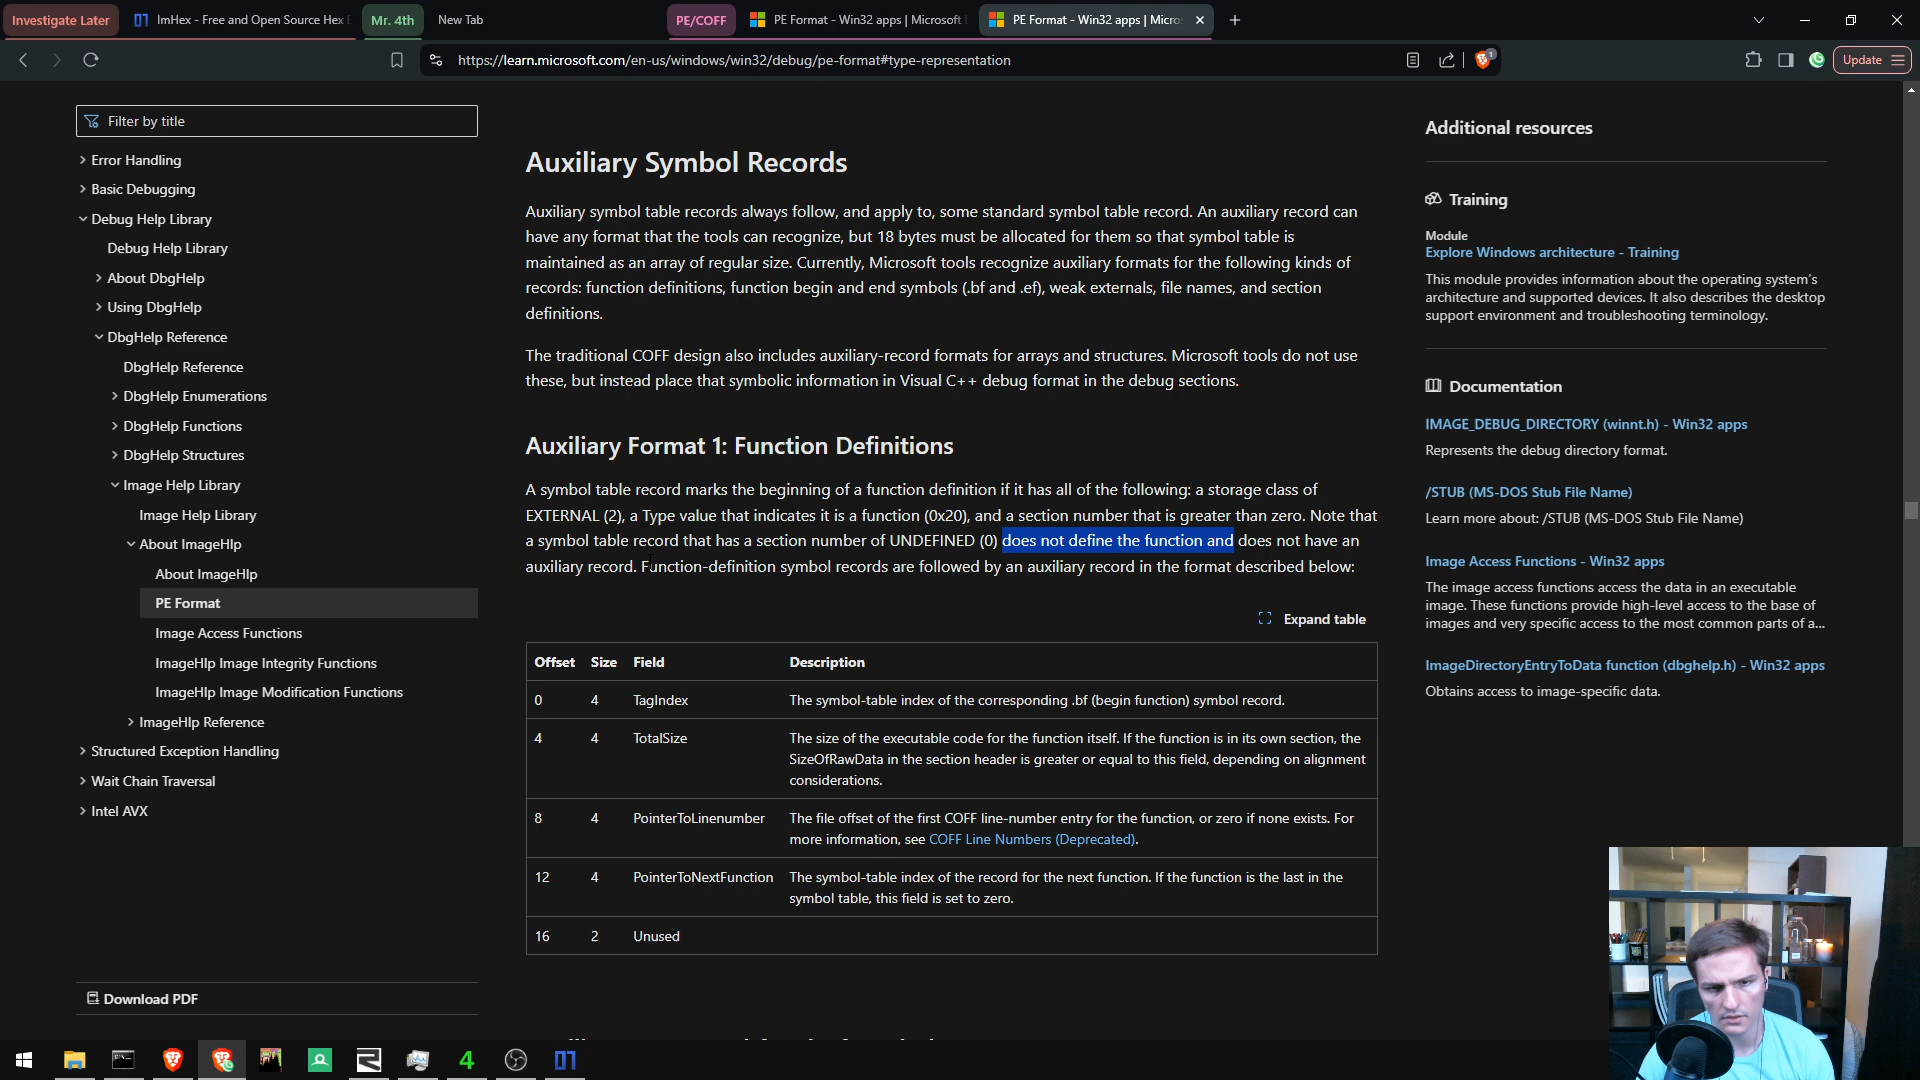 Investigate Later
ImHex - Free and Open Source Hex
Mr. 4th
New Tab
PE/COFF
PE Format - Win32 apps | Microsoft
PE Format - Win32 apps | Micro
https://learn.microsoft.com/en-us/windows/win32/debug/pe-format#type-representation
1
Update
Filter by title
Error Handling
Basic Debugging
Debug Help Library
Debug Help Library
About DbgHelp
Using DbgHelp
DbgHelp Reference
DbgHelp Reference
DbgHelp Enumerations
DbgHelp Functions
DbgHelp Structures
Image Help Library
Image Help Library
About ImageHlp
About ImageHlp
PE Format
Image Access Functions
ImageHlp Image Integrity Functions
ImageHlp Image Modification Functions
ImageHlp Reference
Structured Exception Handling
Wait Chain Traversal
Intel AVX
Download PDF
Auxiliary Symbol Records
Auxiliary symbol table records always follow, and apply to, some standard symbol table record. An auxiliary record can
have any format that the tools can recognize, but 18 bytes must be allocated for them so that symbol table is
maintained as an array of regular size. Currently, Microsoft tools recognize auxiliary formats for the following kinds of
records: function definitions, function begin and end symbols (.bf and .ef), weak externals, file names, and section
definitions.
The traditional COFF design also includes auxiliary-record formats for arrays and structures. Microsoft tools do not use
these, but instead place that symbolic information in Visual C++ debug format in the debug sections.
Auxiliary Format 1: Function Definitions
A symbol table record marks the beginning of a function definition if it has all of the following: a storage class of
EXTERNAL (2), a Type value that indicates it is a function (0x20), and a section number that is greater than zero. Note that
a symbol table record that has a section number of UNDEFINED (0) does not define the function and does not have an
auxiliary record. Function-definition symbol records are followed by an auxiliary record in the format described below:
Expand table
Offset Size Field Description
0 4 TagIndex The symbol-table index of the corresponding .bf (begin function) symbol record.
4 4 TotalSize The size of the executable code for the function itself. If the function is in its own section, the
SizeOfRawData in the section header is greater or equal to this field, depending on alignment
considerations.
8 4 PointerToLinenumber The file offset of the first COFF line-number entry for the function, or zero if none exists. For
more information, see COFF Line Numbers (Deprecated).
12 4 PointerToNextFunction The symbol-table index of the record for the next function. If the function is the last in the
symbol table, this field is set to zero.
16 2 Unused
Additional resources
Training
Module
Explore Windows architecture - Training
This module provides information about the operating system's
architecture and supported devices. It also describes the desktop
support environment and troubleshooting terminology.
Documentation
IMAGE_DEBUG_DIRECTORY (winnt.h) - Win32 apps
Represents the debug directory format.
/STUB (MS-DOS Stub File Name)
Learn more about: /STUB (MS-DOS Stub File Name)
Image Access Functions - Win32 apps
The image access functions access the data in an executable
image. These functions provide high-level access to the base of
images and very specific access to the most common parts of a...
ImageDirectoryEntryToData function (dbghelp.h) - Win32 apps
Obtains access to image-specific data.
4